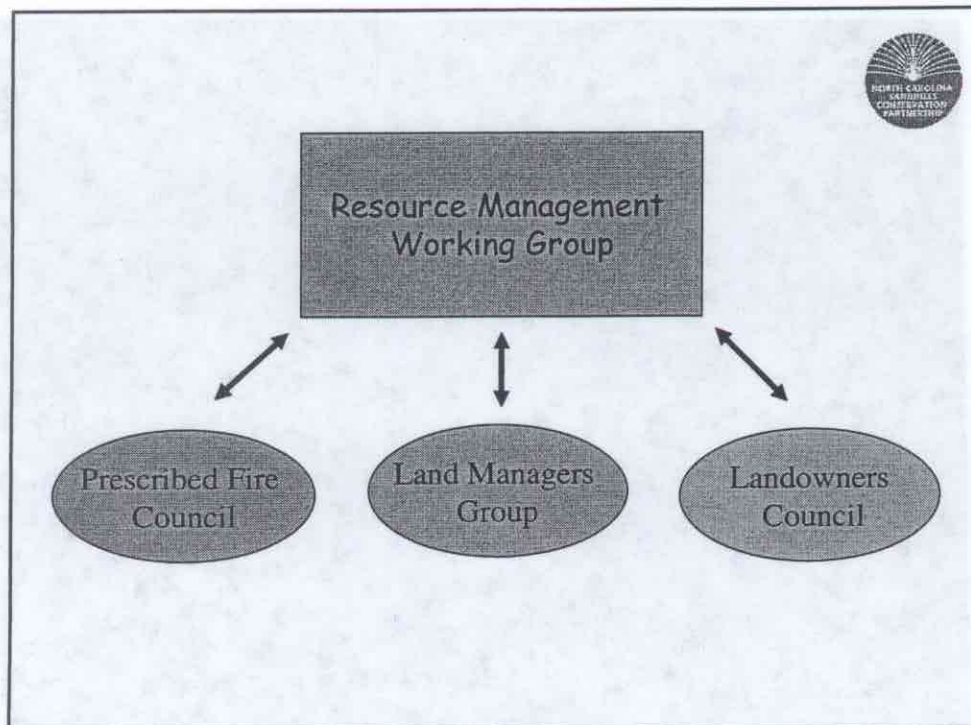 NORTH CAROLINA
SANDHILLS
CONSERVATION
PARTNERSHIP
Resource Management
Working Group
Prescribed Fire
Council
Land Managers
Group
Landowners
Council